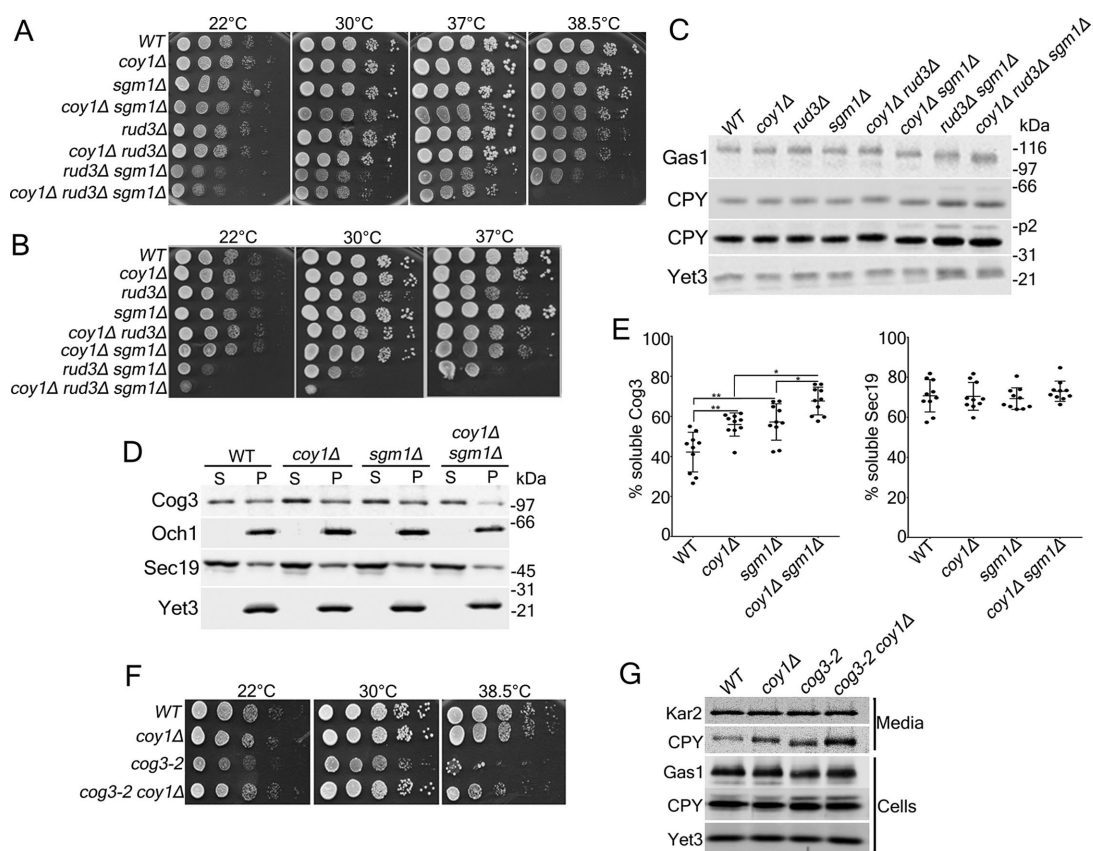 A
22°C 30°C 37°C 38.5°C
WT
coy1Δ
sgm1Δ
coy1Δ sgm1Δ
rud3Δ
coy1Δ rud3Δ
rud3Δ sgm1Δ
coy1Δ rud3Δ sgm1Δ
B
22°C 30°C 37°C
WT
coy1Δ
rud3Δ
sgm1Δ
coy1Δ rud3Δ
coy1Δ sgm1Δ
rud3Δ sgm1Δ
coy1Δ rud3Δ sgm1Δ
C
WT coy1Δ rud3Δ sgm1Δ coy1Δ rud3Δ coy1Δ sgm1Δ rud3Δ sgm1Δ coy1Δ rud3Δ sgm1Δ
kDa
Gas1 -116
-97
-66
CPY
CPY -p2
-31
Yet3 -21
D
WT coy1Δ sgm1Δ coy1Δ sgm1Δ
S P S P S P S P kDa
Cog3 -97
-66
Och1
Sec19 -45
-31
Yet3 -21
E
% soluble Cog3
100
80
60
40
20
0
* * ** **
WT coy1Δ sgm1Δ coy1Δ sgm1Δ
% soluble Sec19
100
80
60
40
20
0
WT coy1Δ sgm1Δ coy1Δ sgm1Δ
F
22°C 30°C 38.5°C
WT
coy1Δ
cog3-2
cog3-2 coy1Δ
G
WT coy1Δ cog3-2 cog3-2 coy1Δ
Kar2
CPY
Media
Gas1
CPY
Yet3
Cells